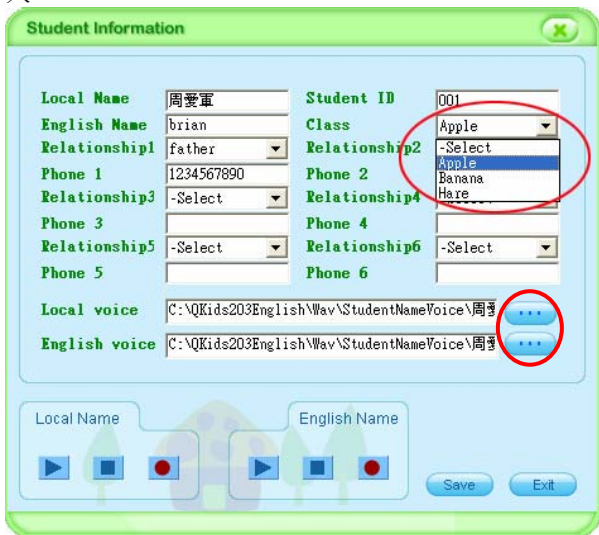 Student Information
Local Name 周愛軍 Student ID 001
English Name brian Class Apple
Relationship1 father Relationship2 -Select
Apple
Phone 1 1234567890 Phone 2 Banana
Relationship3 -Select Relationship4 Hare
Phone 3 Phone 4
Relationship5 -Select Relationship6 -Select
Phone 5 Phone 6
Local voice C:\QKids203English\Wav\StudentNameVoice\周 ...
English voice C:\QKids203English\Wav\StudentNameVoice\周 ...
Local Name English Name
Save Exit